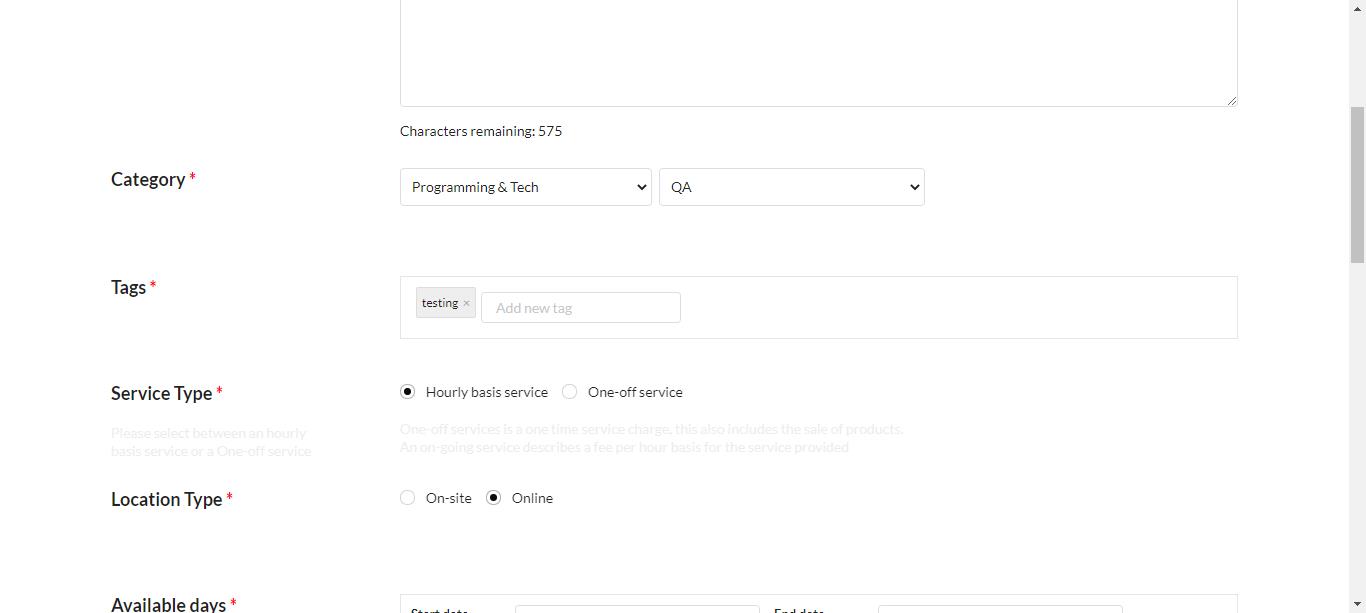 Characters remaining: 575
Category *
Programming & Tech
QA
Tags *
testing ×
Add new tag
Service Type *
Hourly basis service
One-off service
Please select between an hourly
basis service or a One-off service
One-off services is a one time service charge, this also includes the sale of products.
An on-going service describes a fee per hour basis for the service provided
Location Type *
On-site
Online
Available days *
Start date
End date